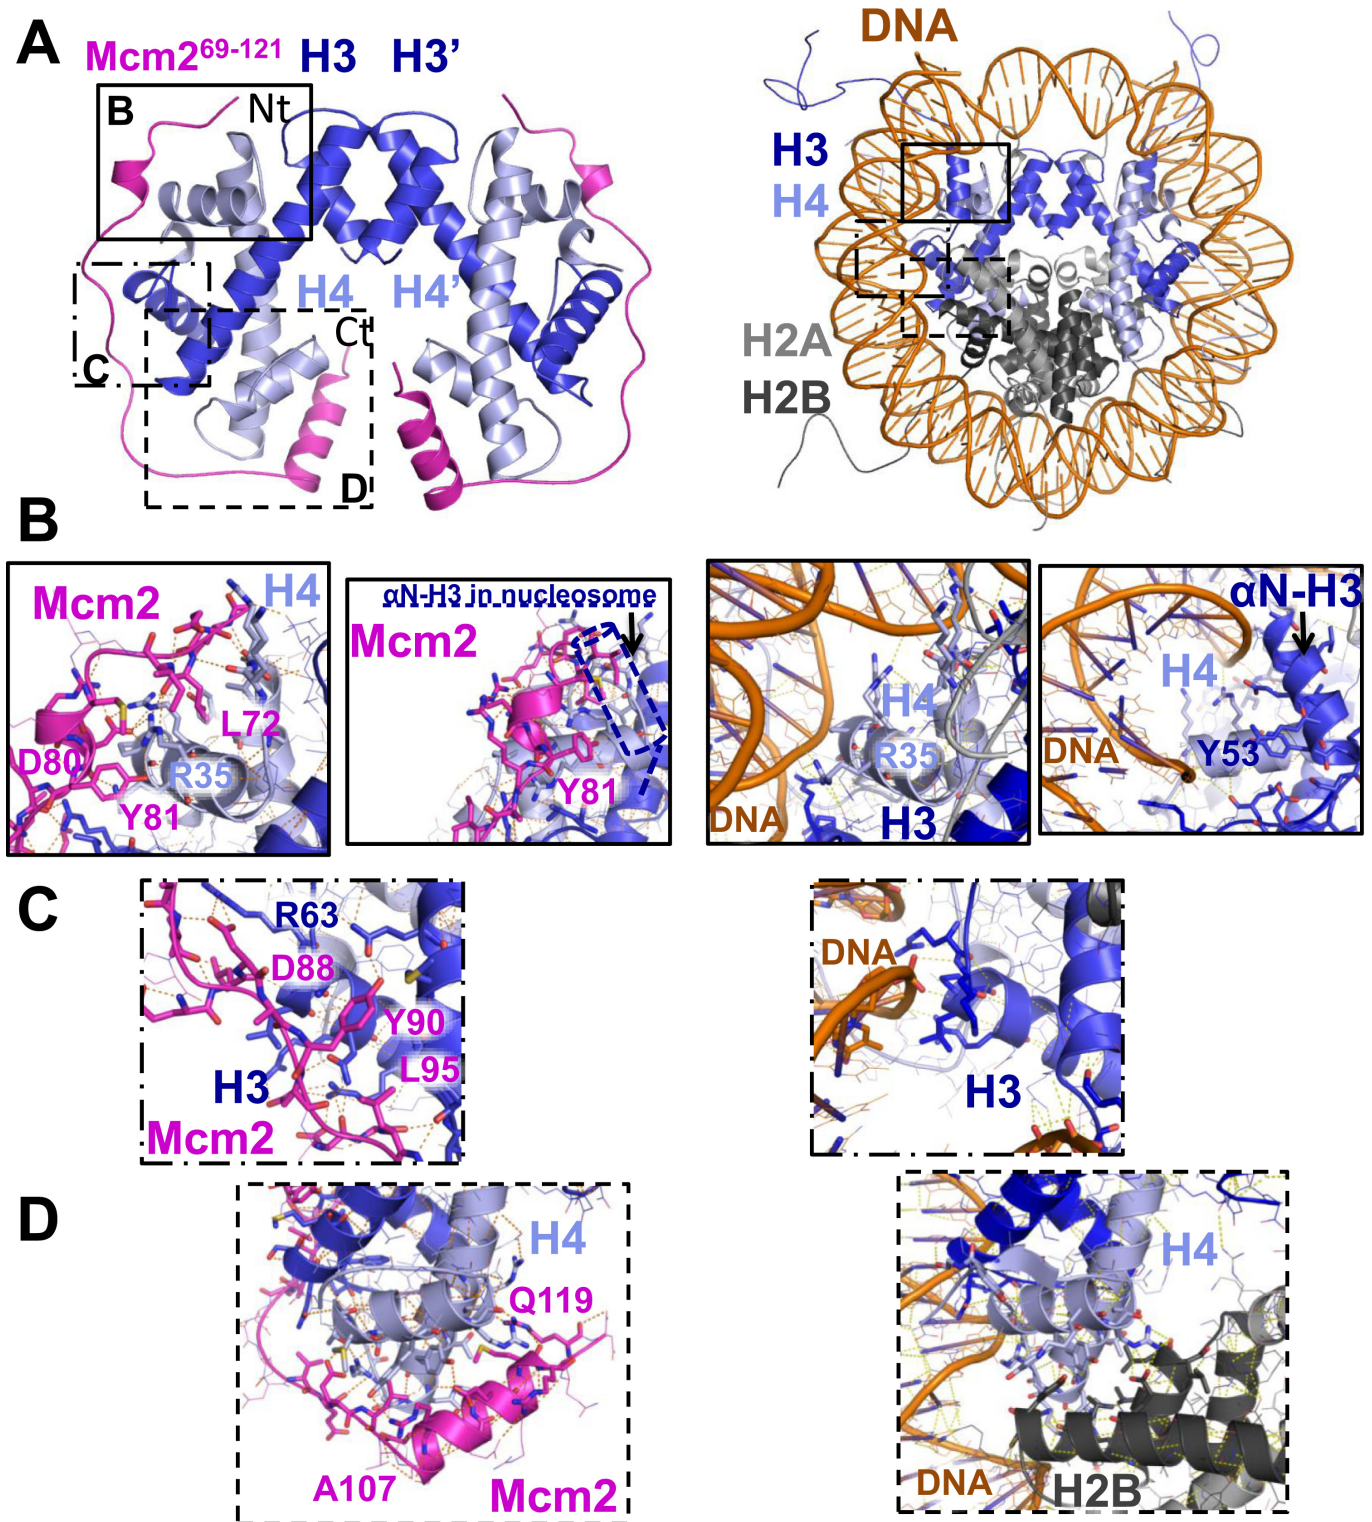 A
Mcm2⁶⁹⁻¹²¹ H3 H3’
B
Nt
H4 H4’
Ct
C
D
DNA
H3
H4
H2A
H2B
B
Mcm2
H4
L72
D80
R35
Y81
αN-H3 in nucleosome
Mcm2
Y81
H4
R35
DNA
H3
αN-H3
H4
DNA
Y53
C
R63
D88
Y90
L95
H3
Mcm2
DNA
H3
D
H4
Q119
A107
Mcm2
H4
DNA
H2B